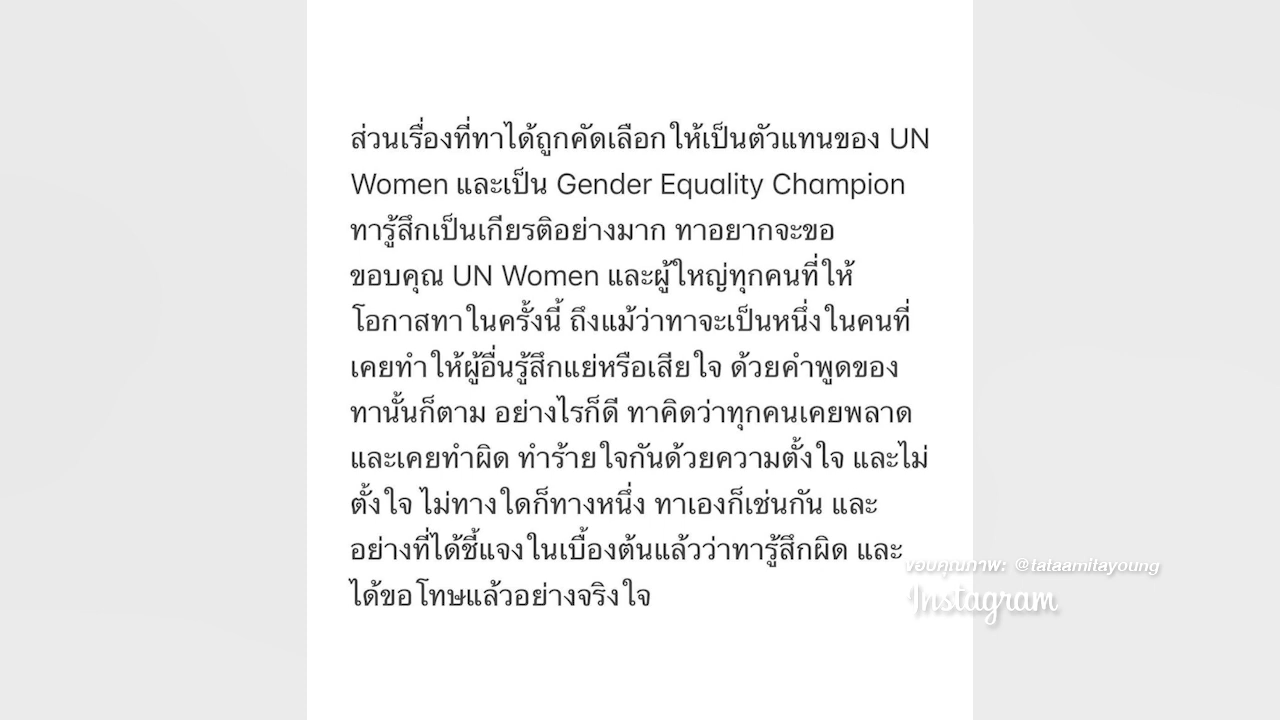 ส่วนเรื่องที่ทาได้ถูกคัดเลือกให้เป็นตัวแทนของ UN
Women และเป็น Gender Equality Champion
ทารู้สึกเป็นเกียรติอย่างมาก ทาอยากจะขอ
ขอบคุณ UN Women และผู้ใหญ่ทุกคนที่ให้
โอกาสทาในครั้งนี้ ถึงแม้ว่าทาจะเป็นหนึ่งในคนที่
เคยทำให้ผู้อื่นรู้สึกแย่หรือเสียใจ ด้วยคำพูดของ
ทานั้นก็ตาม อย่างไรก็ดี ทาคิดว่าทุกคนเคยพลาด
และเคยทำผิด ทำร้ายใจกันด้วยความตั้งใจ และไม่
ตั้งใจ ไม่ทางใดก็ทางหนึ่ง ทาเองก็เช่นกัน และ
อย่างที่ได้ชี้แจงในเบื้องต้นแล้วว่าทารู้สึกผิด และ
ได้ขอโทษแล้วอย่างจริงใจ
ขอบคุณภาพ: @tataamitayoung
Instagram